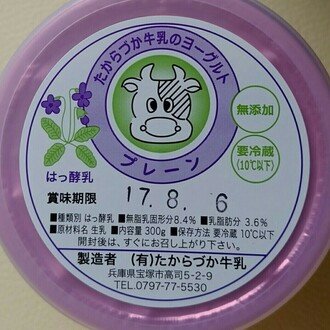 たからづか牛乳のヨーグルト
無添加
要冷蔵
(10℃以下)
プレーン
はっ酵乳
賞味期限 17.8.6
■種類別 はっ酵乳 ■無脂乳固形分8.4% ■乳脂肪分 3.6%
■原材料名 生乳 ■内容量 300g ■保存方法 要冷蔵 10℃以下
開封後は、すぐにお召し上がり下さい。
製造者 (有)たからづか牛乳
兵庫県宝塚市高司5-2-9
TEL.0797-77-5530